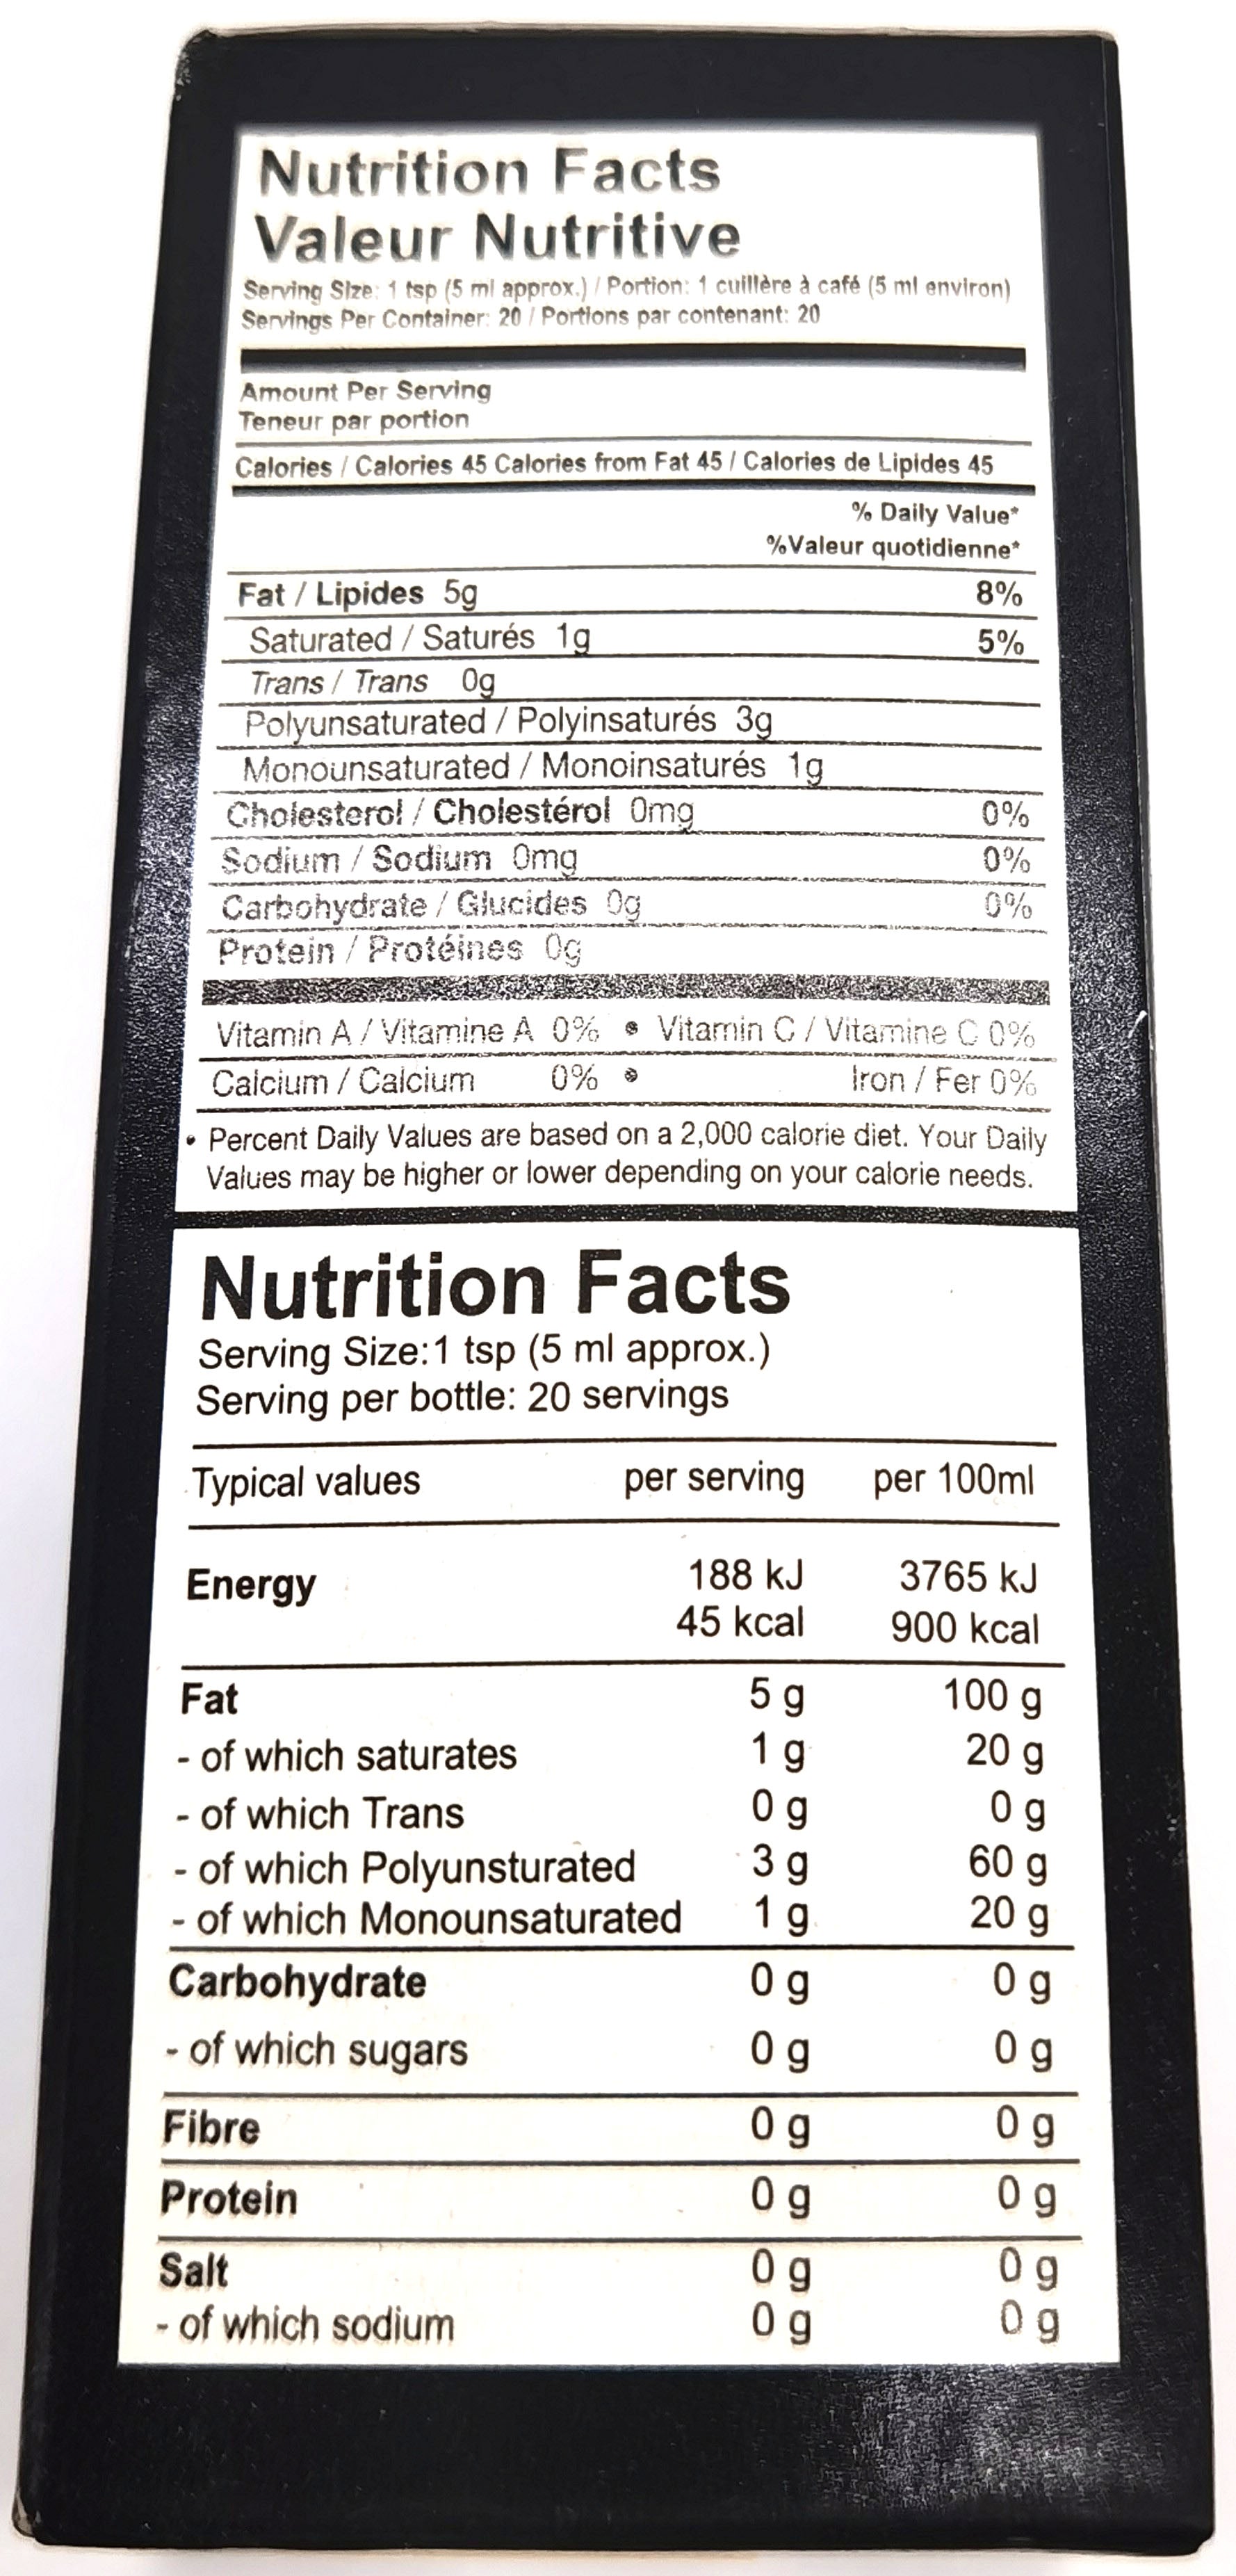 Nutrition Facts
Valeur Nutritive
Serving Size: 1 tsp (5 ml approx.) / Portion: 1 cuillère à café (5 ml environ)
Servings Per Container: 20 / Portions par contenant: 20
Amount Per Serving
Teneur par portion
Calories / Calories 45 Calories from Fat 45 / Calories de Lipides 45
% Daily Value*
%Valeur quotidienne*
Fat / Lipides 5g 8%
Saturated / Saturés 1g 5%
Trans / Trans 0g
Polyunsaturated / Polyinsaturés 3g
Monounsaturated / Monoinsaturés 1g
Cholesterol / Cholestérol 0mg 0%
Sodium / Sodium 0mg 0%
Carbohydrate / Glucides 0g 0%
Protein / Protéines 0g
Vitamin A / Vitamine A 0% • Vitamin C / Vitamine C 0%
Calcium / Calcium 0% • Iron / Fer 0%
• Percent Daily Values are based on a 2,000 calorie diet. Your Daily
Values may be higher or lower depending on your calorie needs.
Nutrition Facts
Serving Size:1 tsp (5 ml approx.)
Serving per bottle: 20 servings
Typical values per serving per 100ml
Energy 188 kJ 3765 kJ
45 kcal 900 kcal
Fat 5 g 100 g
- of which saturates 1 g 20 g
- of which Trans 0 g 0 g
- of which Polyunsturated 3 g 60 g
- of which Monounsaturated 1 g 20 g
Carbohydrate 0 g 0 g
- of which sugars 0 g 0 g
Fibre 0 g 0 g
Protein 0 g 0 g
Salt 0 g 0 g
- of which sodium 0 g 0 g